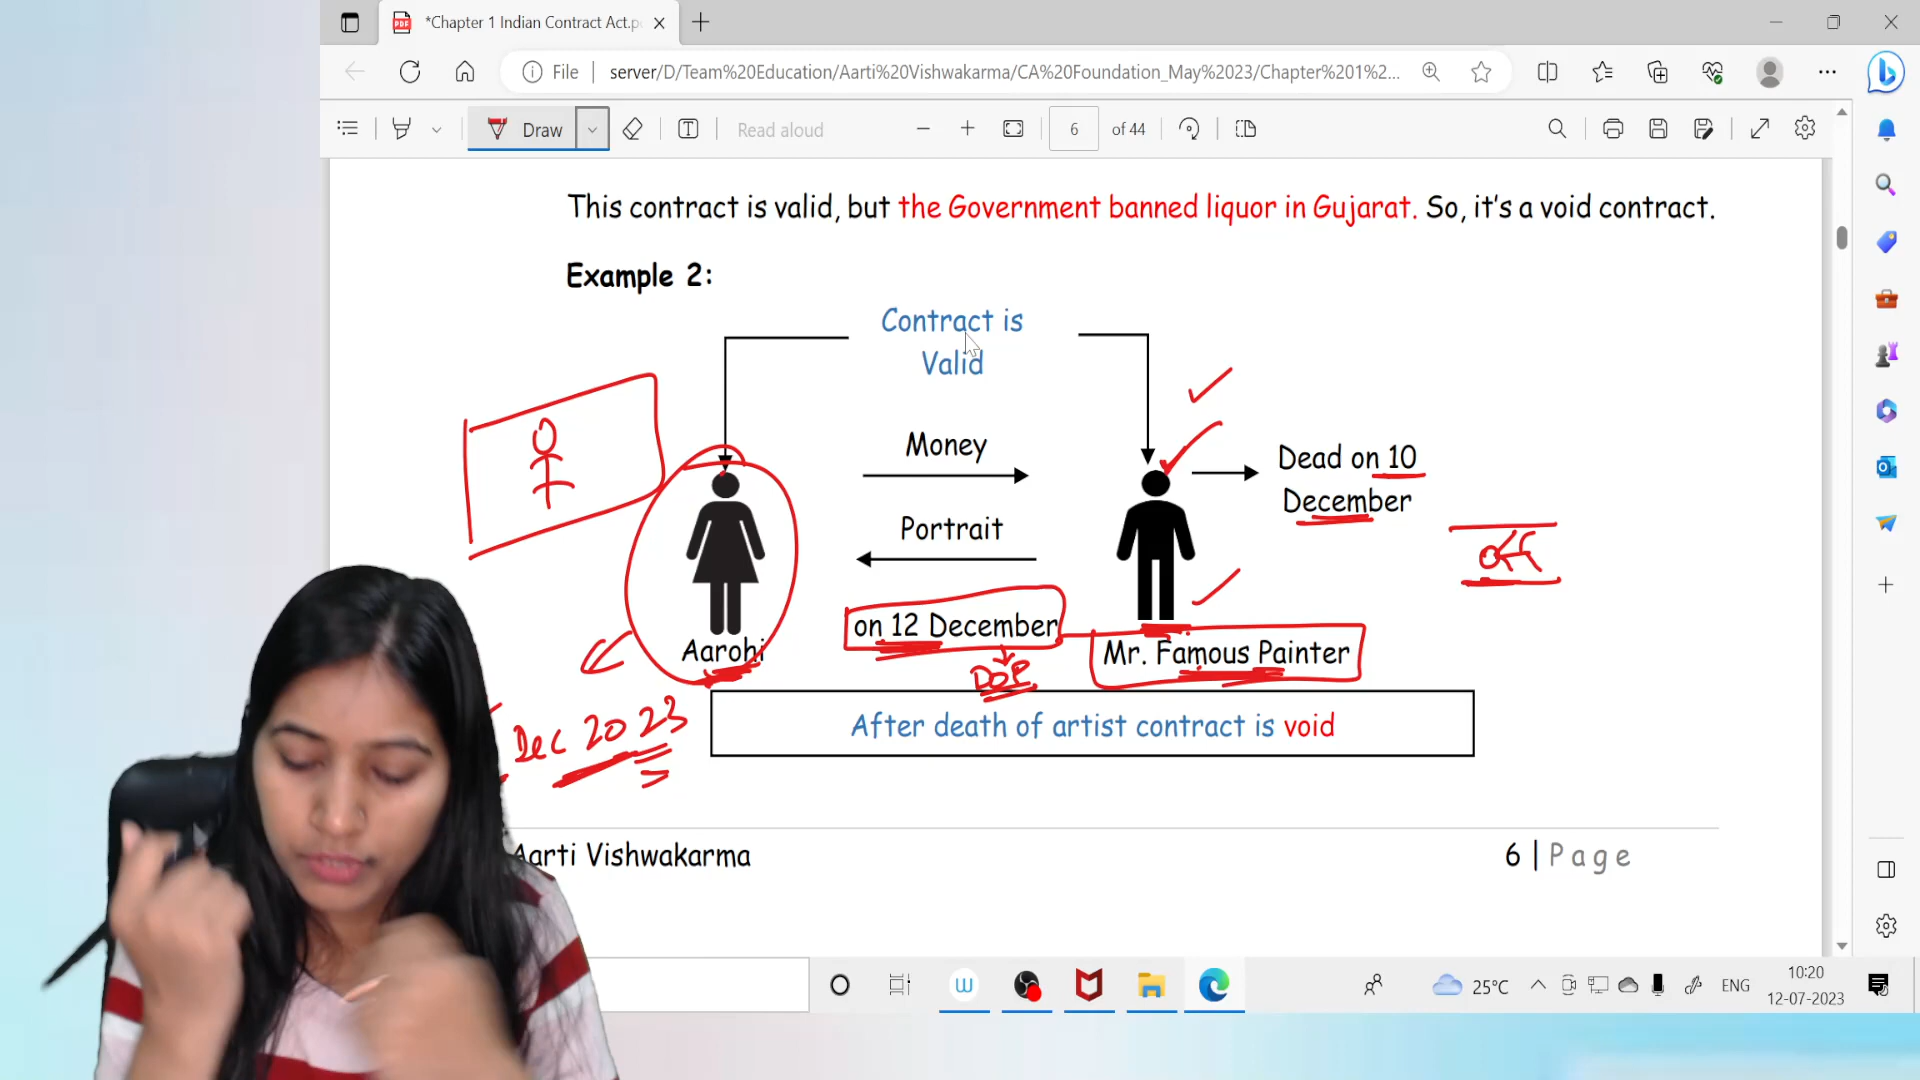 *Chapter 1 Indian Contract Act.p
File
server/D/Team%20Education/Aarti%20Vishwakarma/CA%20Foundation_May%2023/Chapter%201%2...
Draw
Read aloud
6
of 44
This contract is valid, but the Government banned liquor in Gujarat. So, it's a void contract.
Example 2:
Contract is
Valid
Money
Dead on 10
December
Portrait
off
on 12 December
Aarohi
Mr. Famous Painter
DOP
Dec 2023
After death of artist contract is void
Aarti Vishwakarma
6 | Page
25°C
ENG
10:20
12-07-2023